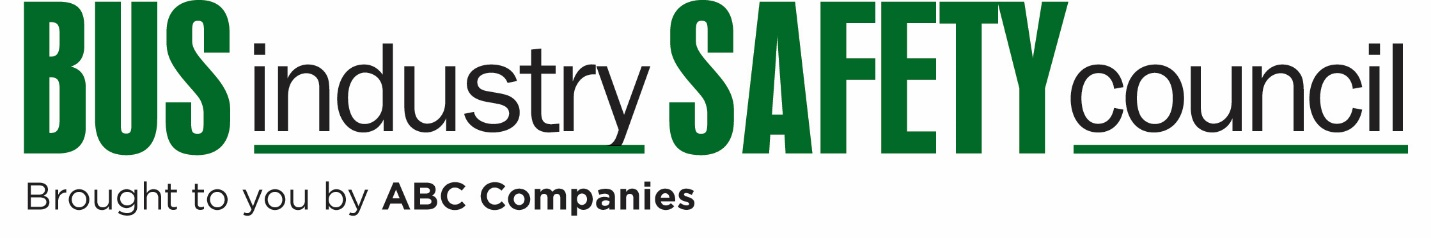 BUS industry SAFETY council
Brought to you by ABC Companies